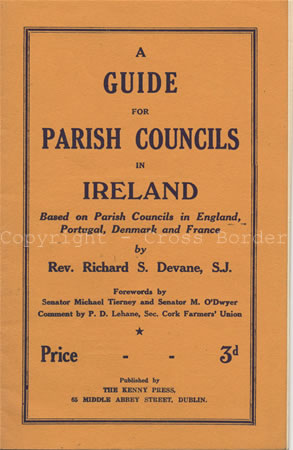 A
GUIDE
FOR
PARISH COUNCILS
IN
IRELAND
Based on Parish Councils in England,
Portugal, Denmark and France
Copyright - Cross Border
by
Rev. Richard S. Devane, S.J.
Forewords by
Senator Michael Tierney and Senator M. O'Dwyer
Comment by P. D. Lehane, Sec. Cork Farmers' Union
★
Price - - 3d
Published by
THE KENNY PRESS,
65 MIDDLE ABBEY STREET, DUBLIN.